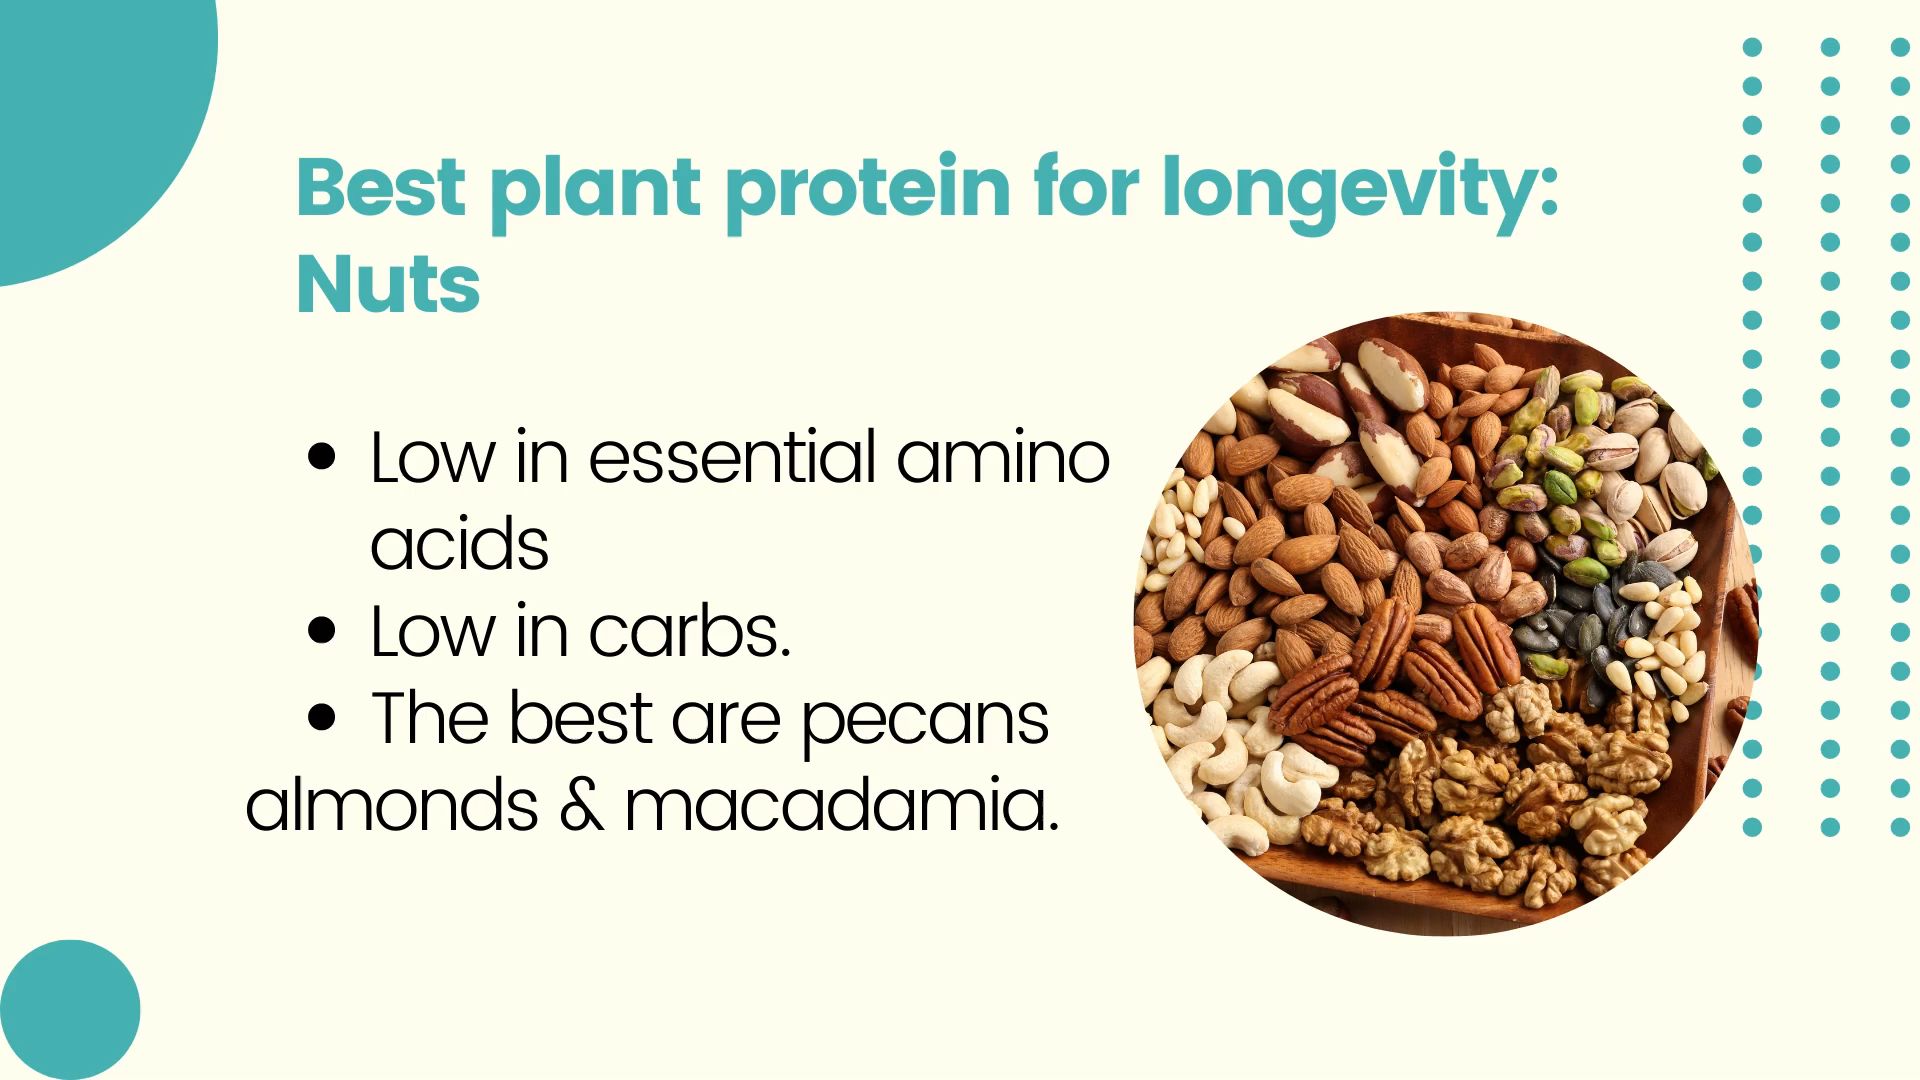 Best plant protein for longevity:
Nuts
• Low in essential amino
acids
• Low in carbs.
• The best are pecans
almonds & macadamia.